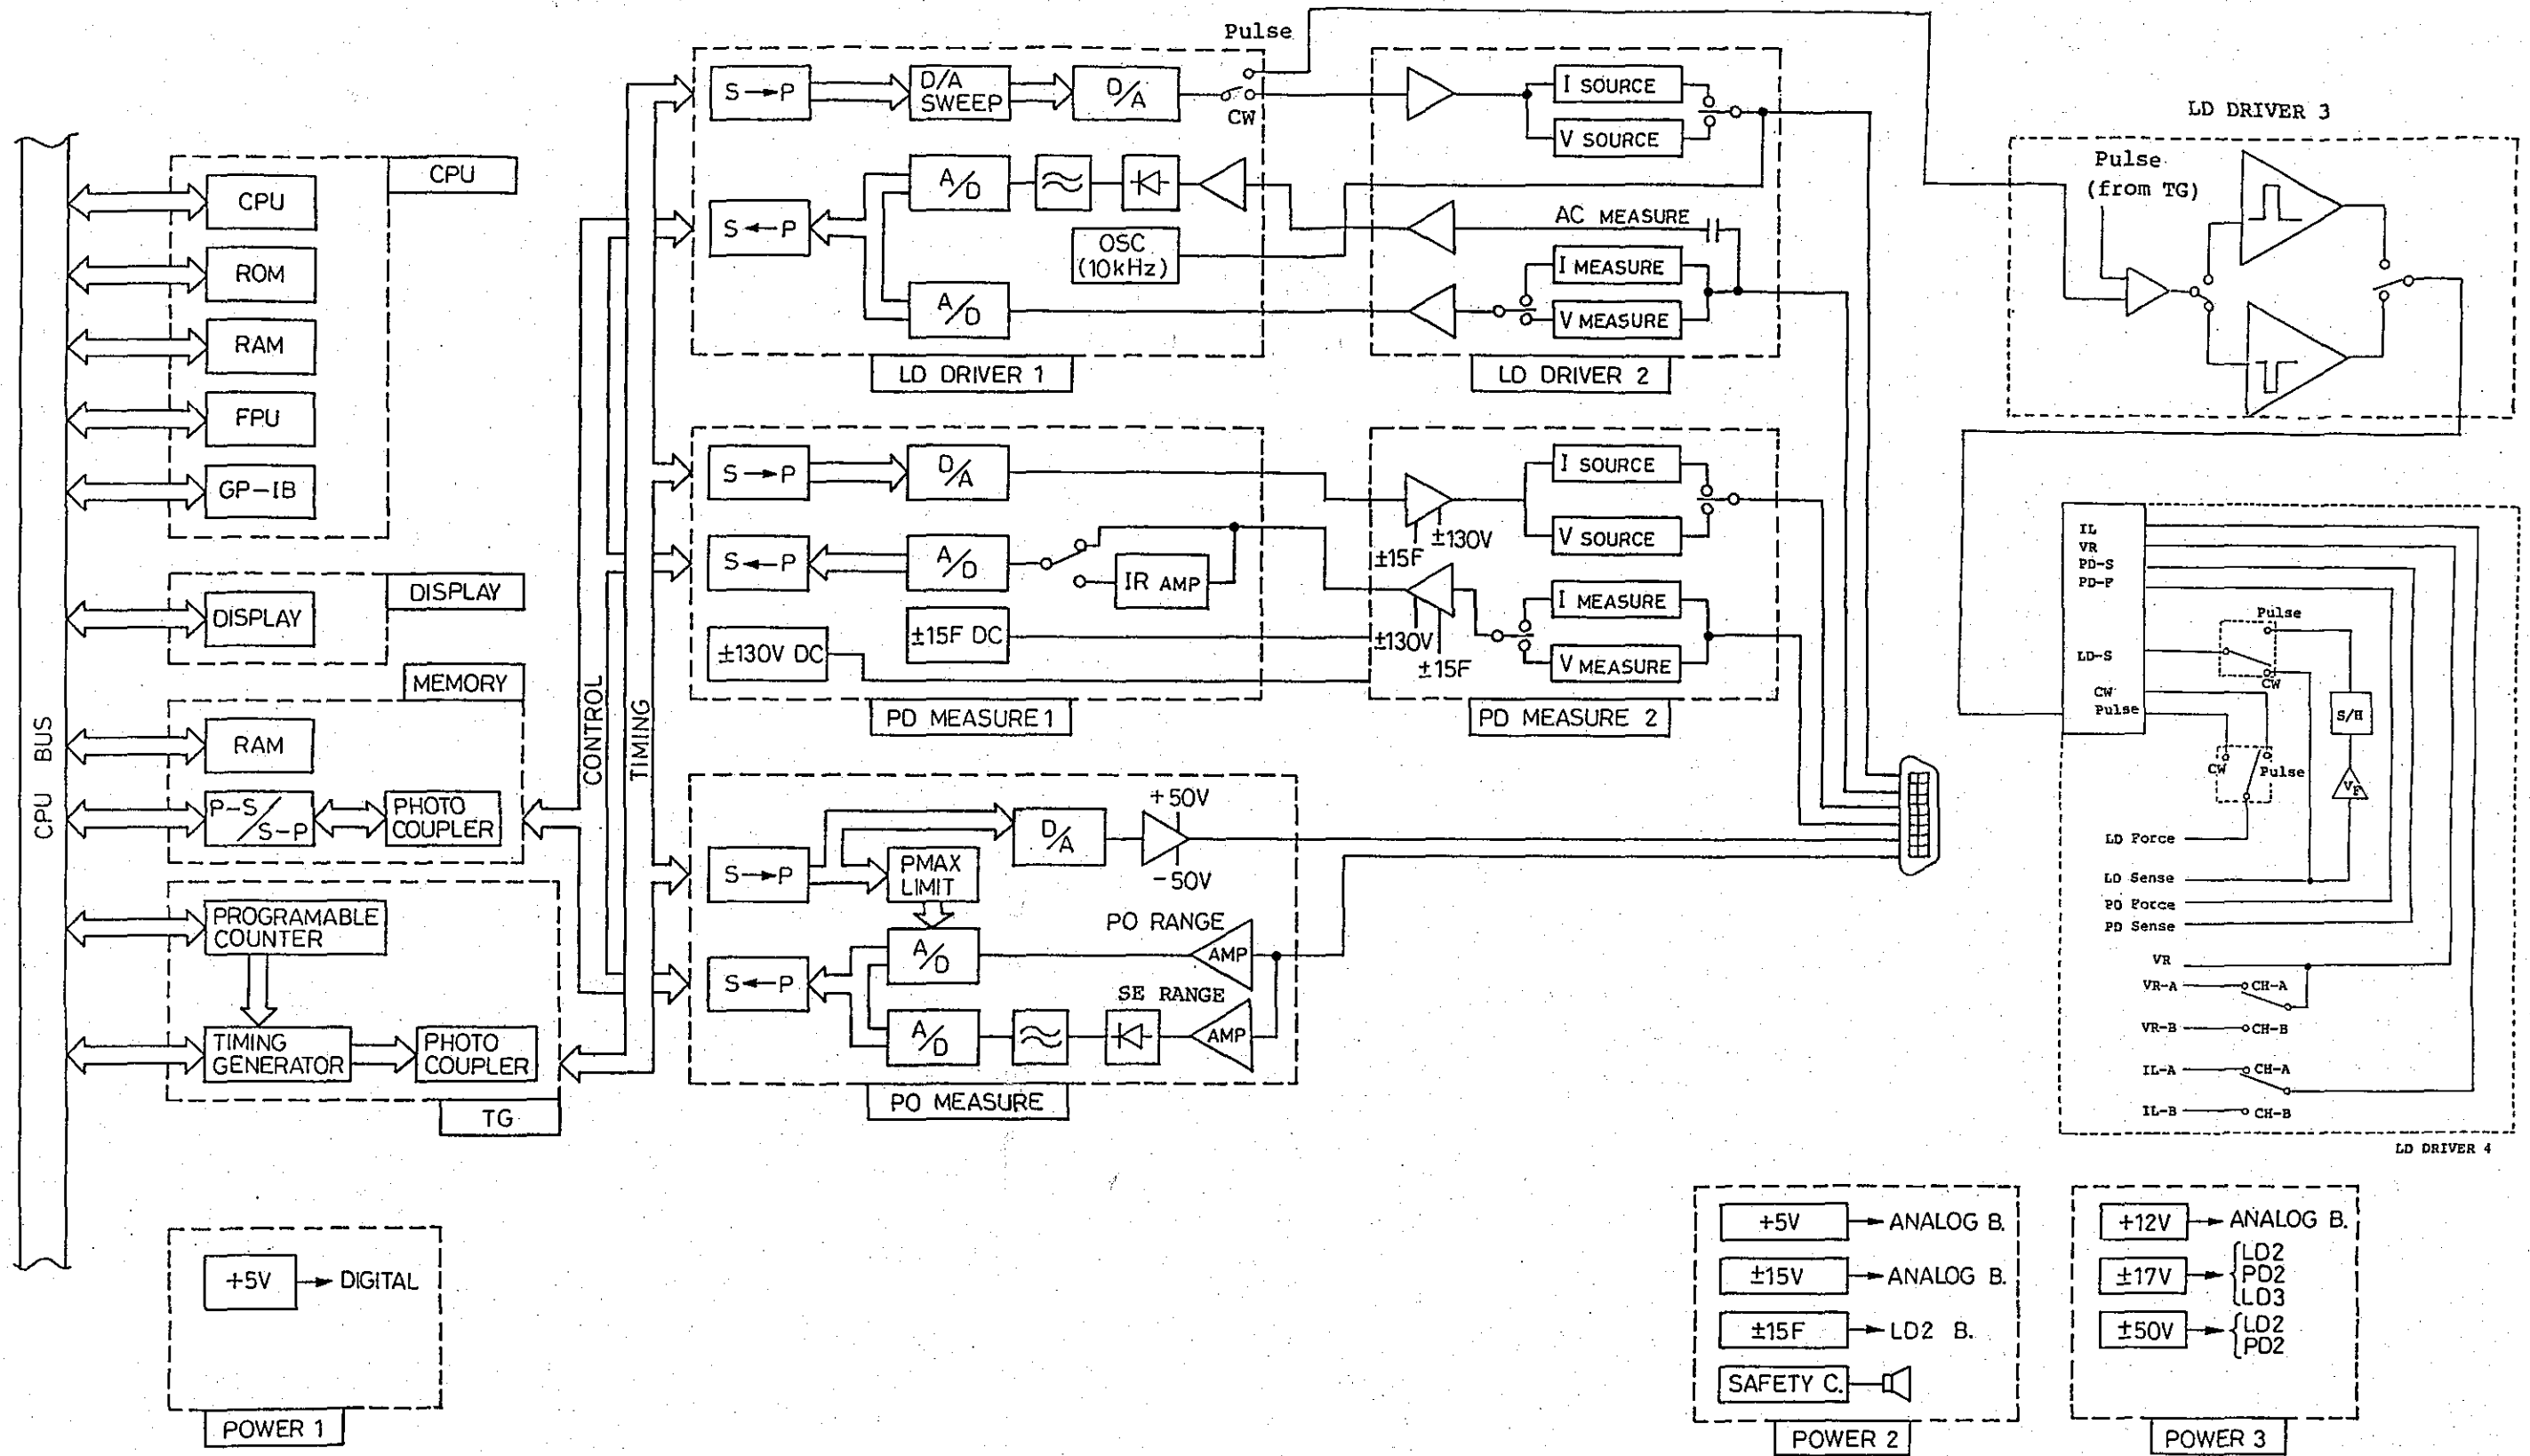 CPU BUS
CPU
CPU
ROM
RAM
FPU
GP-IB
DISPLAY
DISPLAY
MEMORY
RAM
P-S/S-P
PHOTO
COUPLER
PROGRAMABLE
COUNTER
TIMING
GENERATOR
PHOTO
COUPLER
TG
+5V
DIGITAL
POWER 1
CONTROL
TIMING
Pulse
S→P
D/A
SWEEP
D/A
CW
A/D
S←P
OSC
(10kHz)
A/D
LD DRIVER 1
I SOURCE
V SOURCE
AC MEASURE
I MEASURE
V MEASURE
LD DRIVER 2
S→P
D/A
S←P
A/D
IR AMP
±15F DC
±130V DC
PD MEASURE 1
±15F
±130V
I SOURCE
V SOURCE
±130V
±15F
I MEASURE
V MEASURE
PD MEASURE 2
S→P
D/A
+50V
-50V
PMAX
LIMIT
PO RANGE
A/D
AMP
S←P
SE RANGE
A/D
AMP
PO MEASURE
LD DRIVER 3
Pulse
(from TG)
IL
VR
PD-S
PD-F
LD-S
CW
Pulse
Pulse
CW
S/H
CW
Pulse
VF
LD Force
LD Sense
PD Force
PD Sense
VR
VR-A
CH-A
VR-B
CH-B
IL-A
CH-A
IL-B
CH-B
LD DRIVER 4
+5V
ANALOG B.
±15V
ANALOG B.
±15F
LD2 B.
SAFETY C.
POWER 2
+12V
ANALOG B.
±17V
LD2
PD2
LD3
±50V
LD2
PD2
POWER 3